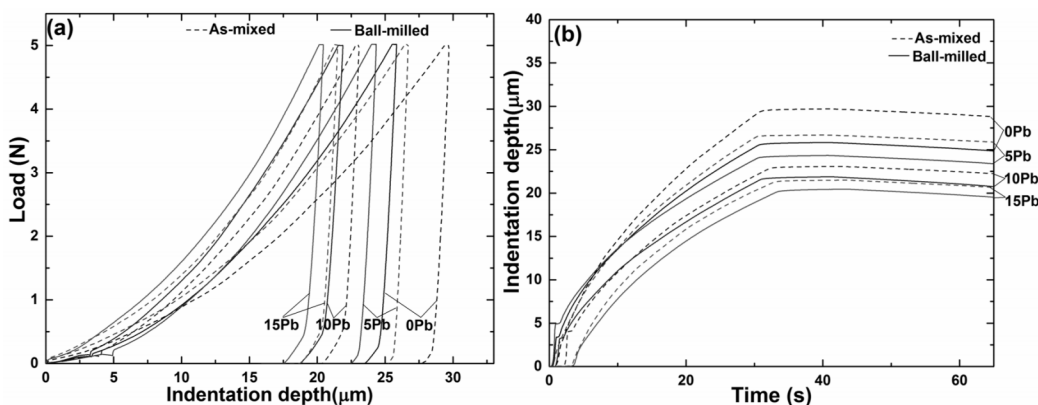 (a)
As-mixed
Ball-milled
Load (N)
5
4
3
2
1
0
15Pb
10Pb
5Pb
0Pb
0
5
10
15
20
25
30
Indentation depth(μm)
(b)
As-mixed
Ball-milled
Indentation depth(μm)
40
35
30
25
20
15
10
5
0
0Pb
5Pb
10Pb
15Pb
0
20
40
60
Time (s)